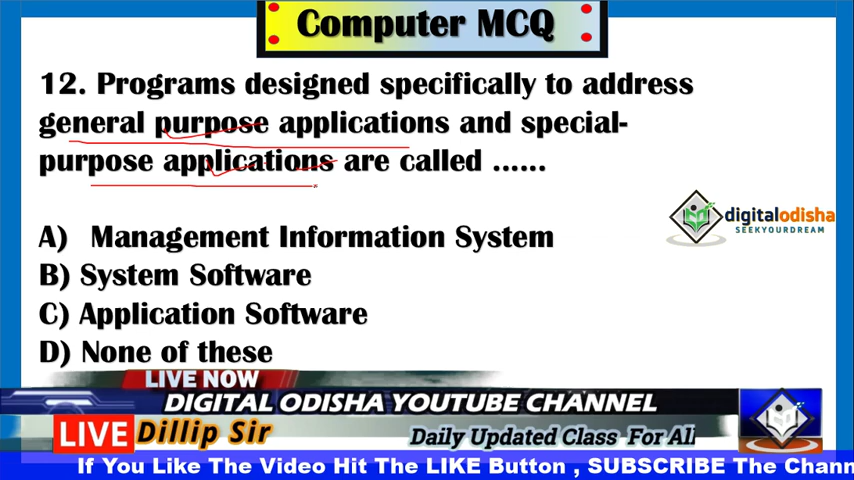 Computer MCQ
12. Programs designed specifically to address
general purpose applications and special-
purpose applications are called ......
digitalodisha
SEEKYOURDREAM
A) Management Information System
B) System Software
C) Application Software
D) None of these
LIVE NOW
DIGITAL ODISHA YOUTUBE CHANNEL
LIVE Dillip Sir
Daily Updated Class For All
If You Like The Video Hit The LIKE Button , SUBSCRIBE The Chann